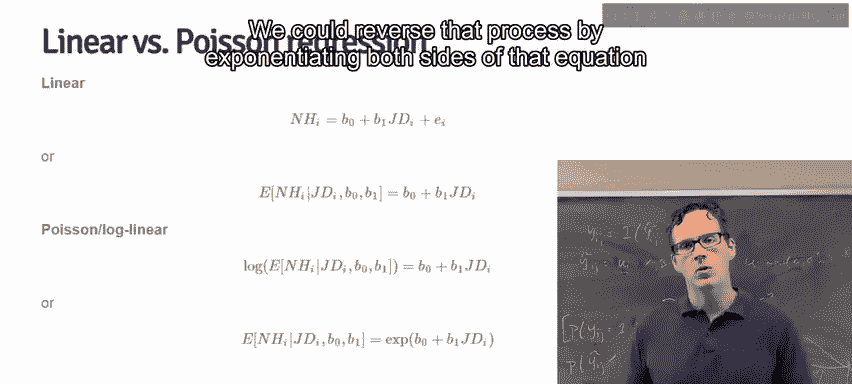 We could reverse that process by
exponentiating both sides of that equation
Linear vs. Poisson regression
Linear
NH_i = b_0 + b_1 JD_i + e_i
or
E[NH_i|JD_i, b_0, b_1] = b_0 + b_1 JD_i
Poisson/log-linear
log(E[NH_i|JD_i, b_0, b_1]) = b_0 + b_1 JD_i
or
E[NH_i|JD_i, b_0, b_1] = exp(b_0 + b_1 JD_i)